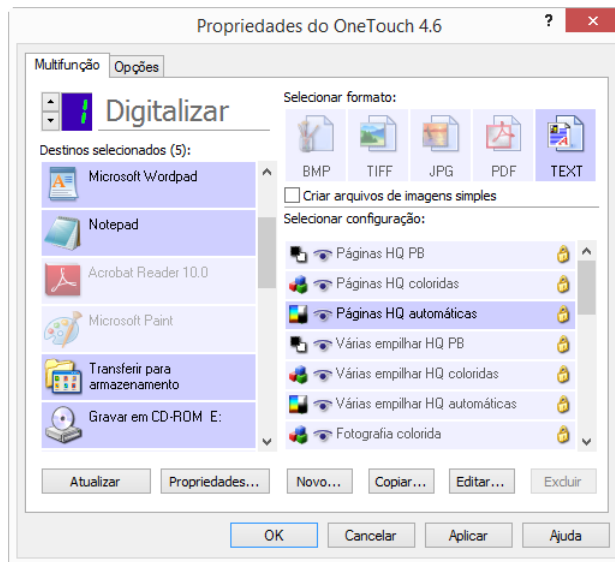 Propriedades do OneTouch 4.6
Multifunção
Opções
1 Digitalizar
Destinos selecionados (5):
Microsoft Wordpad
Notepad
Acrobat Reader 10.0
Microsoft Paint
Transferir para
armazenamento
Gravar em CD-ROM E:
Selecionar formato:
BMP TIFF JPG PDF TEXT
Criar arquivos de imagens simples
Selecionar configuração:
Páginas HQ PB
Páginas HQ coloridas
Páginas HQ automáticas
Várias empilhar HQ PB
Várias empilhar HQ coloridas
Várias empilhar HQ automáticas
Fotografia colorida
Atualizar Propriedades... Novo... Copiar... Editar... Excluir
OK Cancelar Aplicar Ajuda